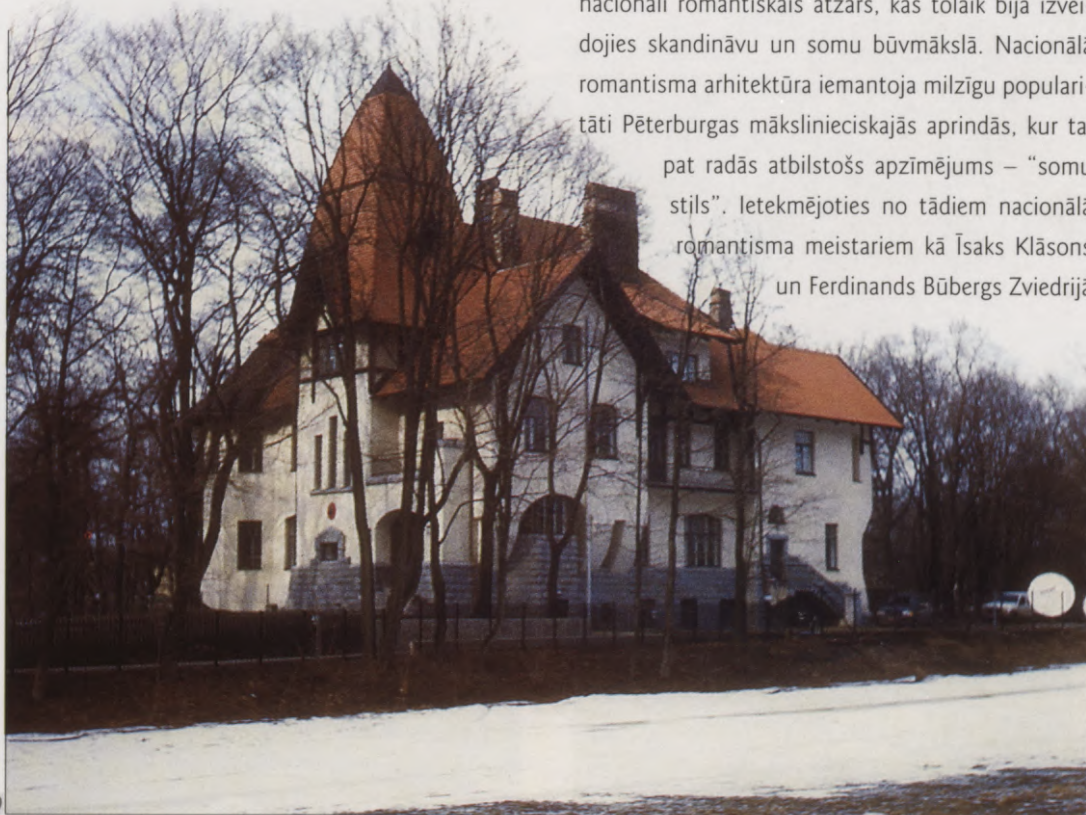 nacionāli romantiskais atzars, kas tolaik bija izvei
dojies skandināvu un somu būvmākslā. Nacionālā
romantisma arhitektūra iemantoja milzīgu populari
tāti Pēterburgas mākslinieciskajās aprindās, kur ta
pat radās atbilstošs apzīmējums – “somu
stils”. Ietekmējoties no tādiem nacionālā
romantisma meistariem kā Īsaks Klāsons
un Ferdinands Būbergs Zviedrijā